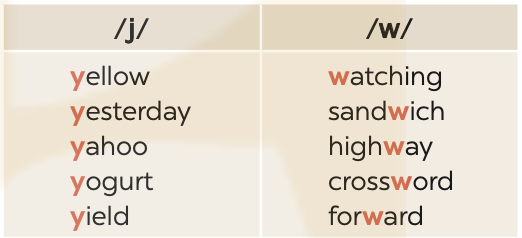 /j/ /w/
yellow watching
yesterday sandwich
yahoo highway
yogurt crossword
yield forward